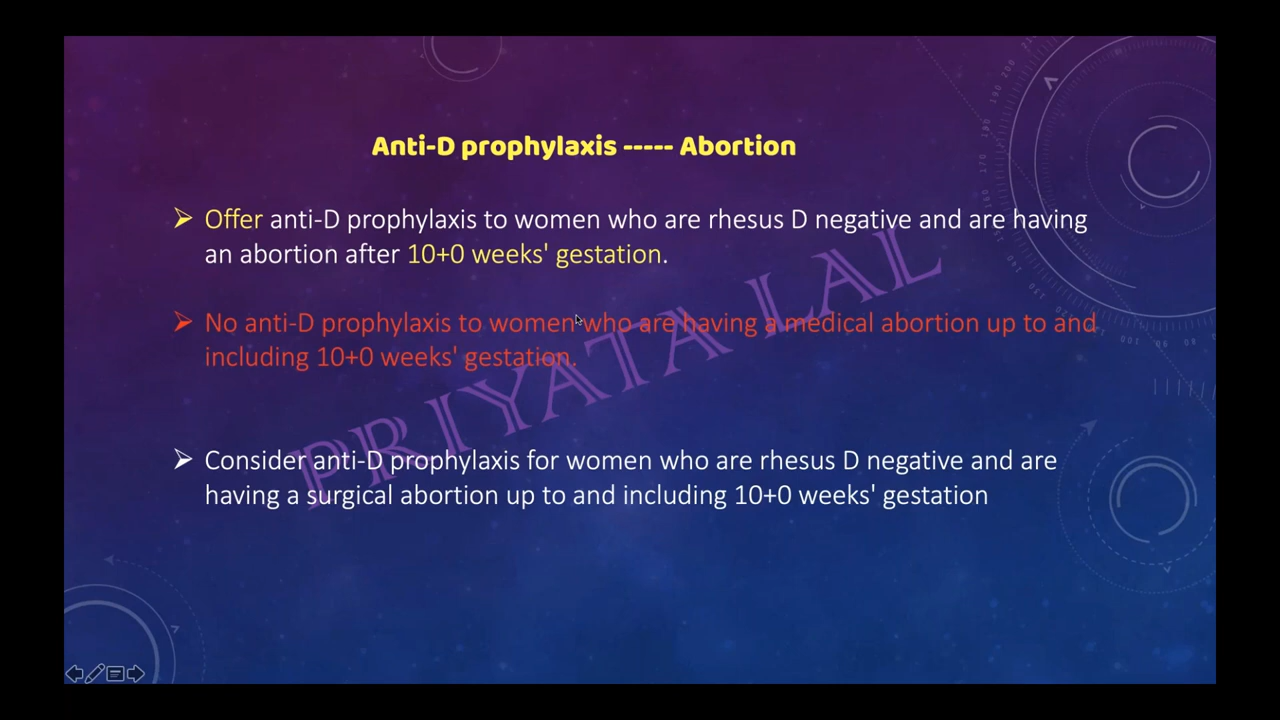 Anti-D prophylaxis ----- Abortion
Offer anti-D prophylaxis to women who are rhesus D negative and are having
an abortion after 10+0 weeks' gestation.
No anti-D prophylaxis to women who are having a medical abortion up to and
including 10+0 weeks' gestation.
Consider anti-D prophylaxis for women who are rhesus D negative and are
having a surgical abortion up to and including 10+0 weeks' gestation
PRIYATA LAL